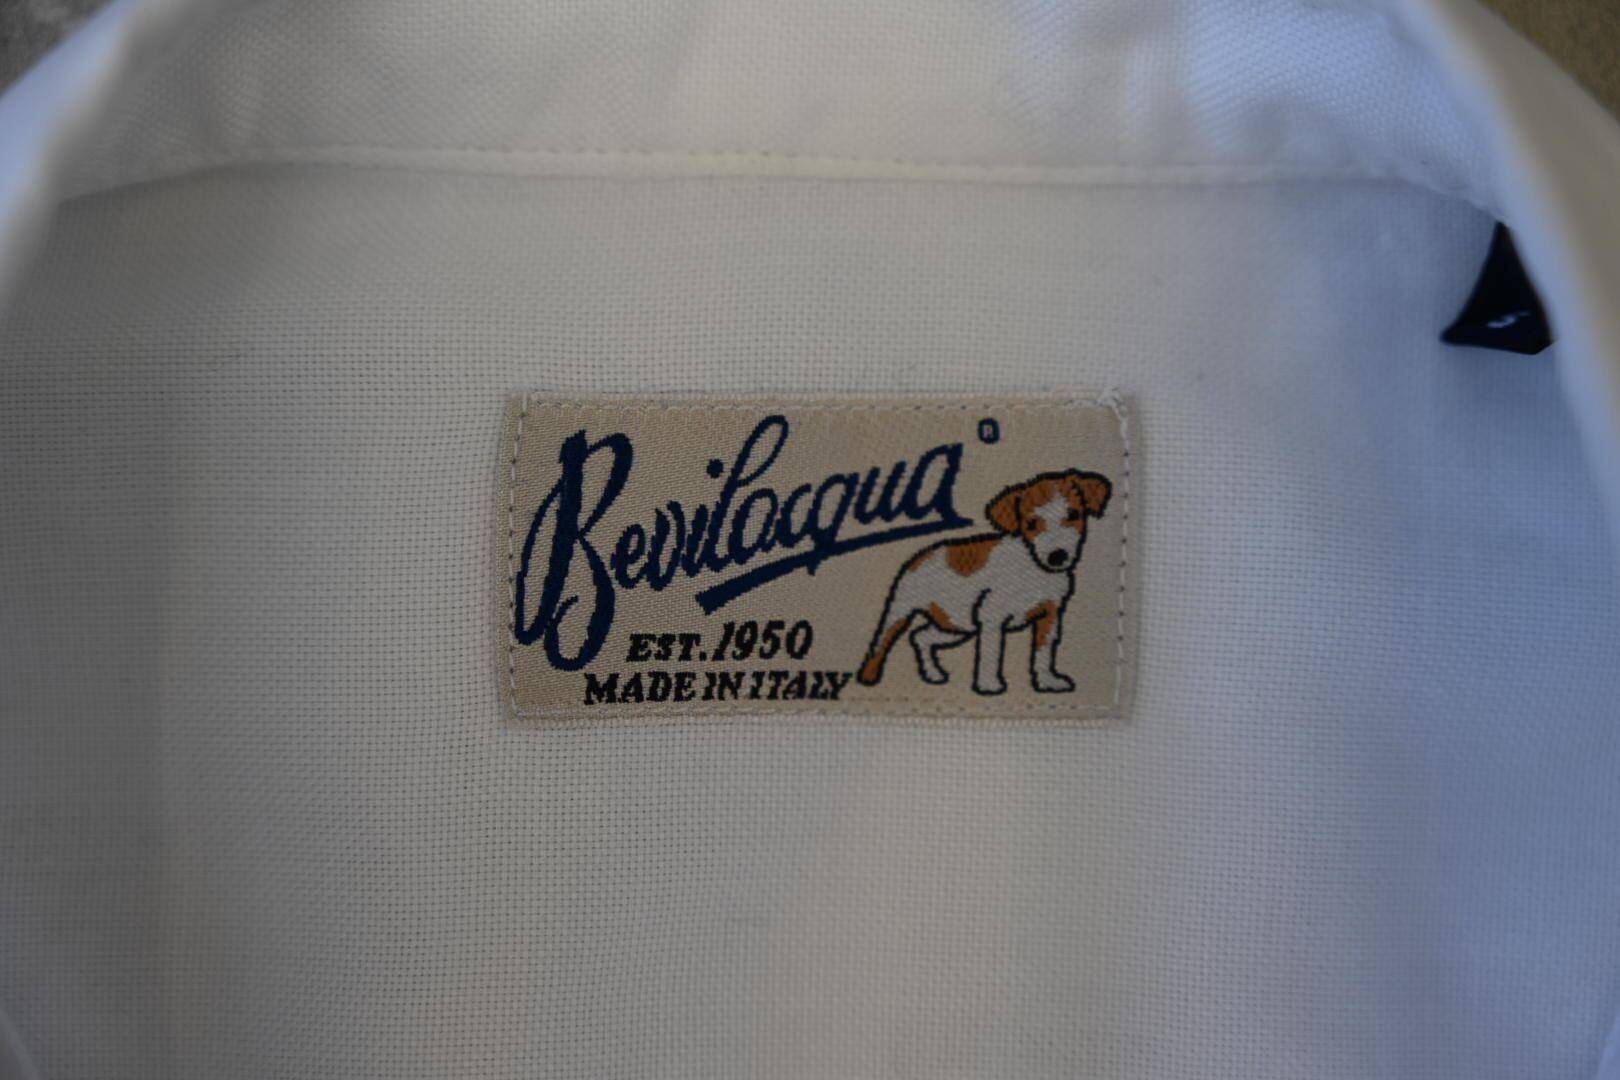 Bevilacqua®
EST. 1950
MADE IN ITALY